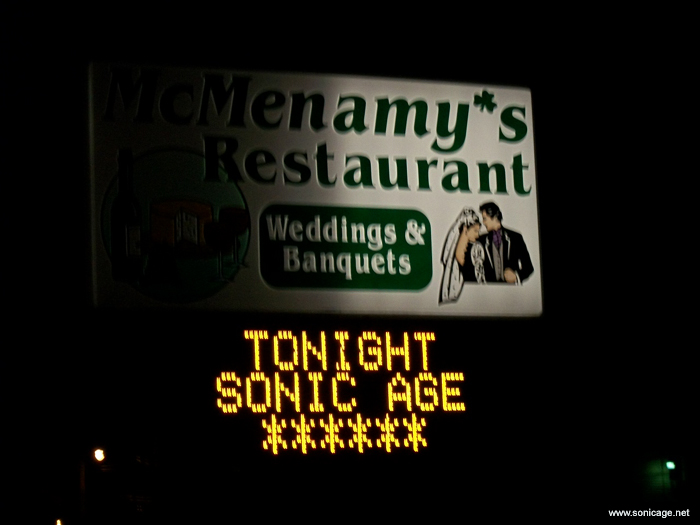 McMenamy*s
Restaurant
Weddings &
Banquets
TONIGHT
SONIC AGE
******
www.sonicage.net